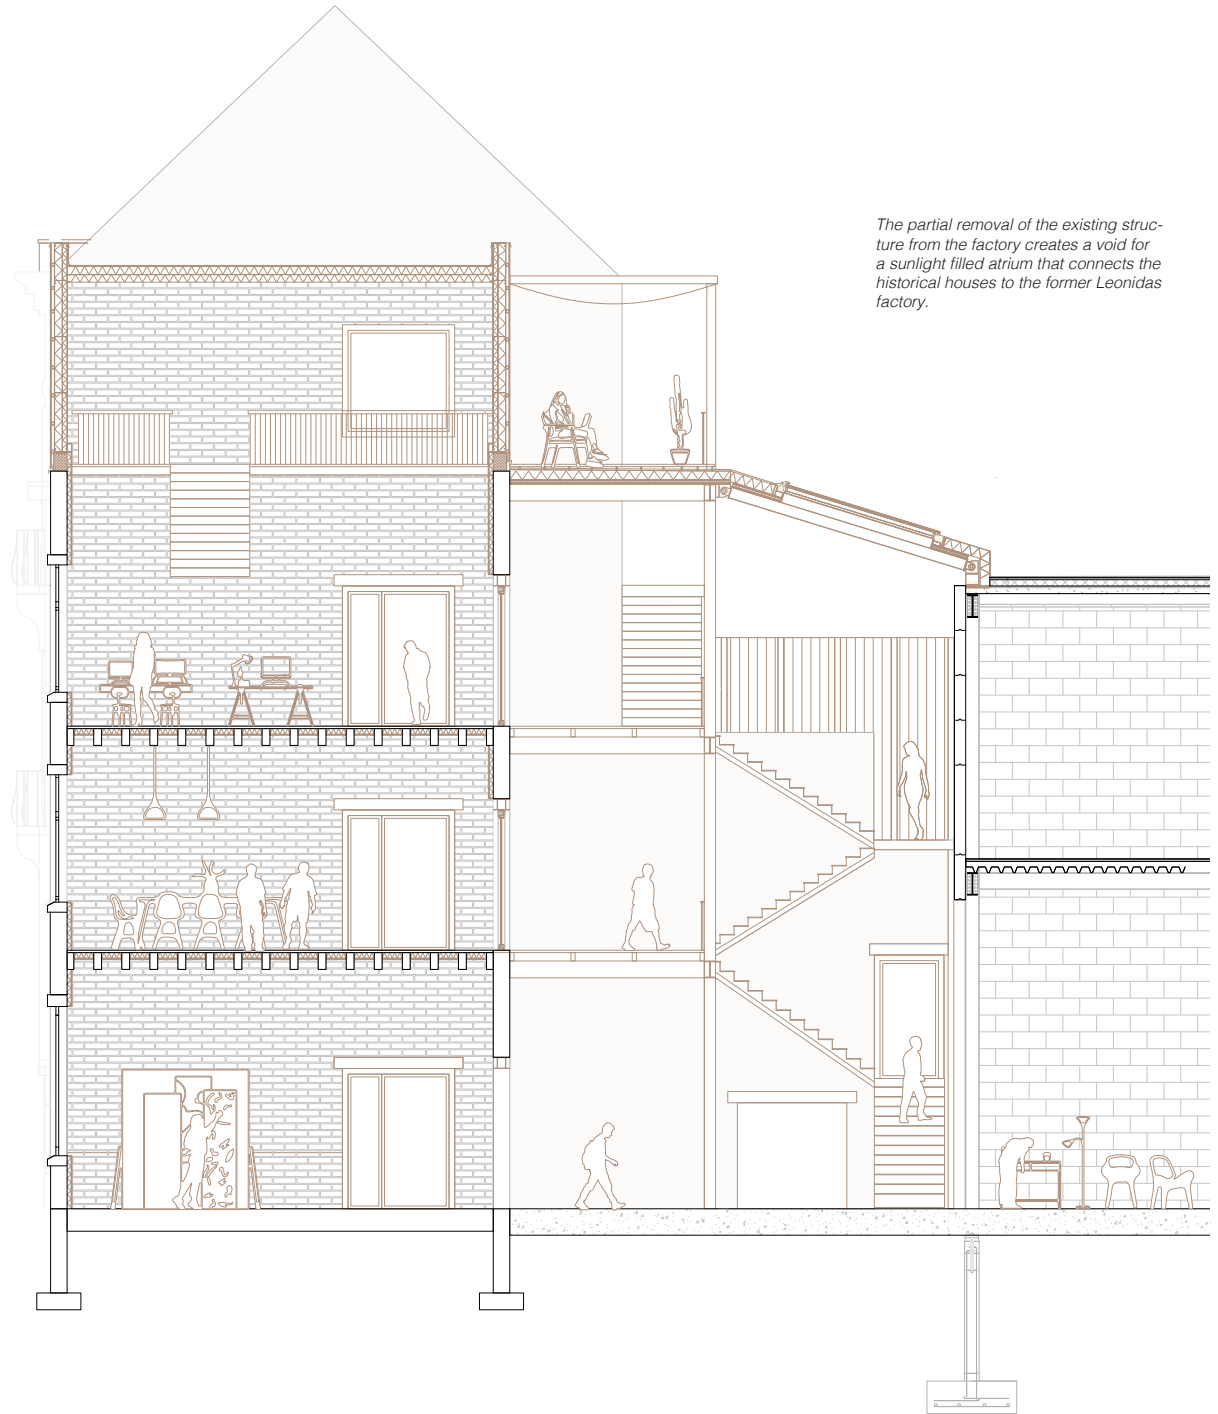 The partial removal of the existing struc-
ture from the factory creates a void for
a sunlight filled atrium that connects the
historical houses to the former Leonidas
factory.